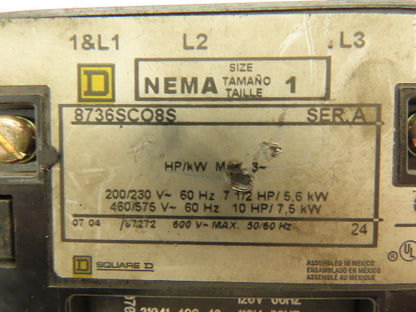 1&L1 L2 L3
D
NEMA SIZE TAMAÑO TAILLE 1
8736SCO8S SER.A
HP/kW 3~
200/230 V~ 60 Hz 7 1/2 HP/ 5,6 kW
460/575 V~ 60 Hz 10 HP/ 7,5 kW
07 04 /67272 600 V~ MAX. 50/60 Hz 24
D SQUARE D
ASSEMBLED IN MEXICO
ENSAMBLADO EN MEXICO
ASSEMBLÉ AU MEXIQUE
120V 60HZ